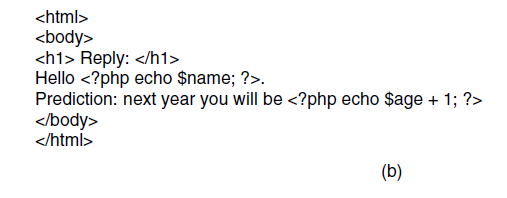 <html>
<body>
<h1> Reply: </h1>
Hello <?php echo $name; ?>.
Prediction: next year you will be <?php echo $age + 1; ?>
</body>
</html>
(b)